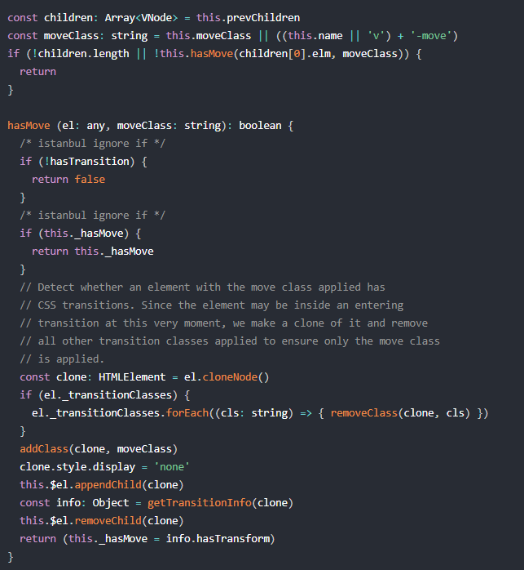 const children: Array<VNode> = this.prevChildren
const moveClass: string = this.moveClass || ((this.name || 'v') + '-move')
if (!children.length || !this.hasMove(children[0].elm, moveClass)) {
  return
}

hasMove (el: any, moveClass: string): boolean {
  /* istanbul ignore if */
  if (!hasTransition) {
    return false
  }
  /* istanbul ignore if */
  if (this._hasMove) {
    return this._hasMove
  }
  // Detect whether an element with the move class applied has
  // CSS transitions. Since the element may be inside an entering
  // transition at this very moment, we make a clone of it and remove
  // all other transition classes applied to ensure only the move class
  // is applied.
  const clone: HTMLElement = el.cloneNode()
  if (el._transitionClasses) {
    el._transitionClasses.forEach((cls: string) => { removeClass(clone, cls) })
  }
  addClass(clone, moveClass)
  clone.style.display = 'none'
  this.$el.appendChild(clone)
  const info: Object = getTransitionInfo(clone)
  this.$el.removeChild(clone)
  return (this._hasMove = info.hasTransform)
}